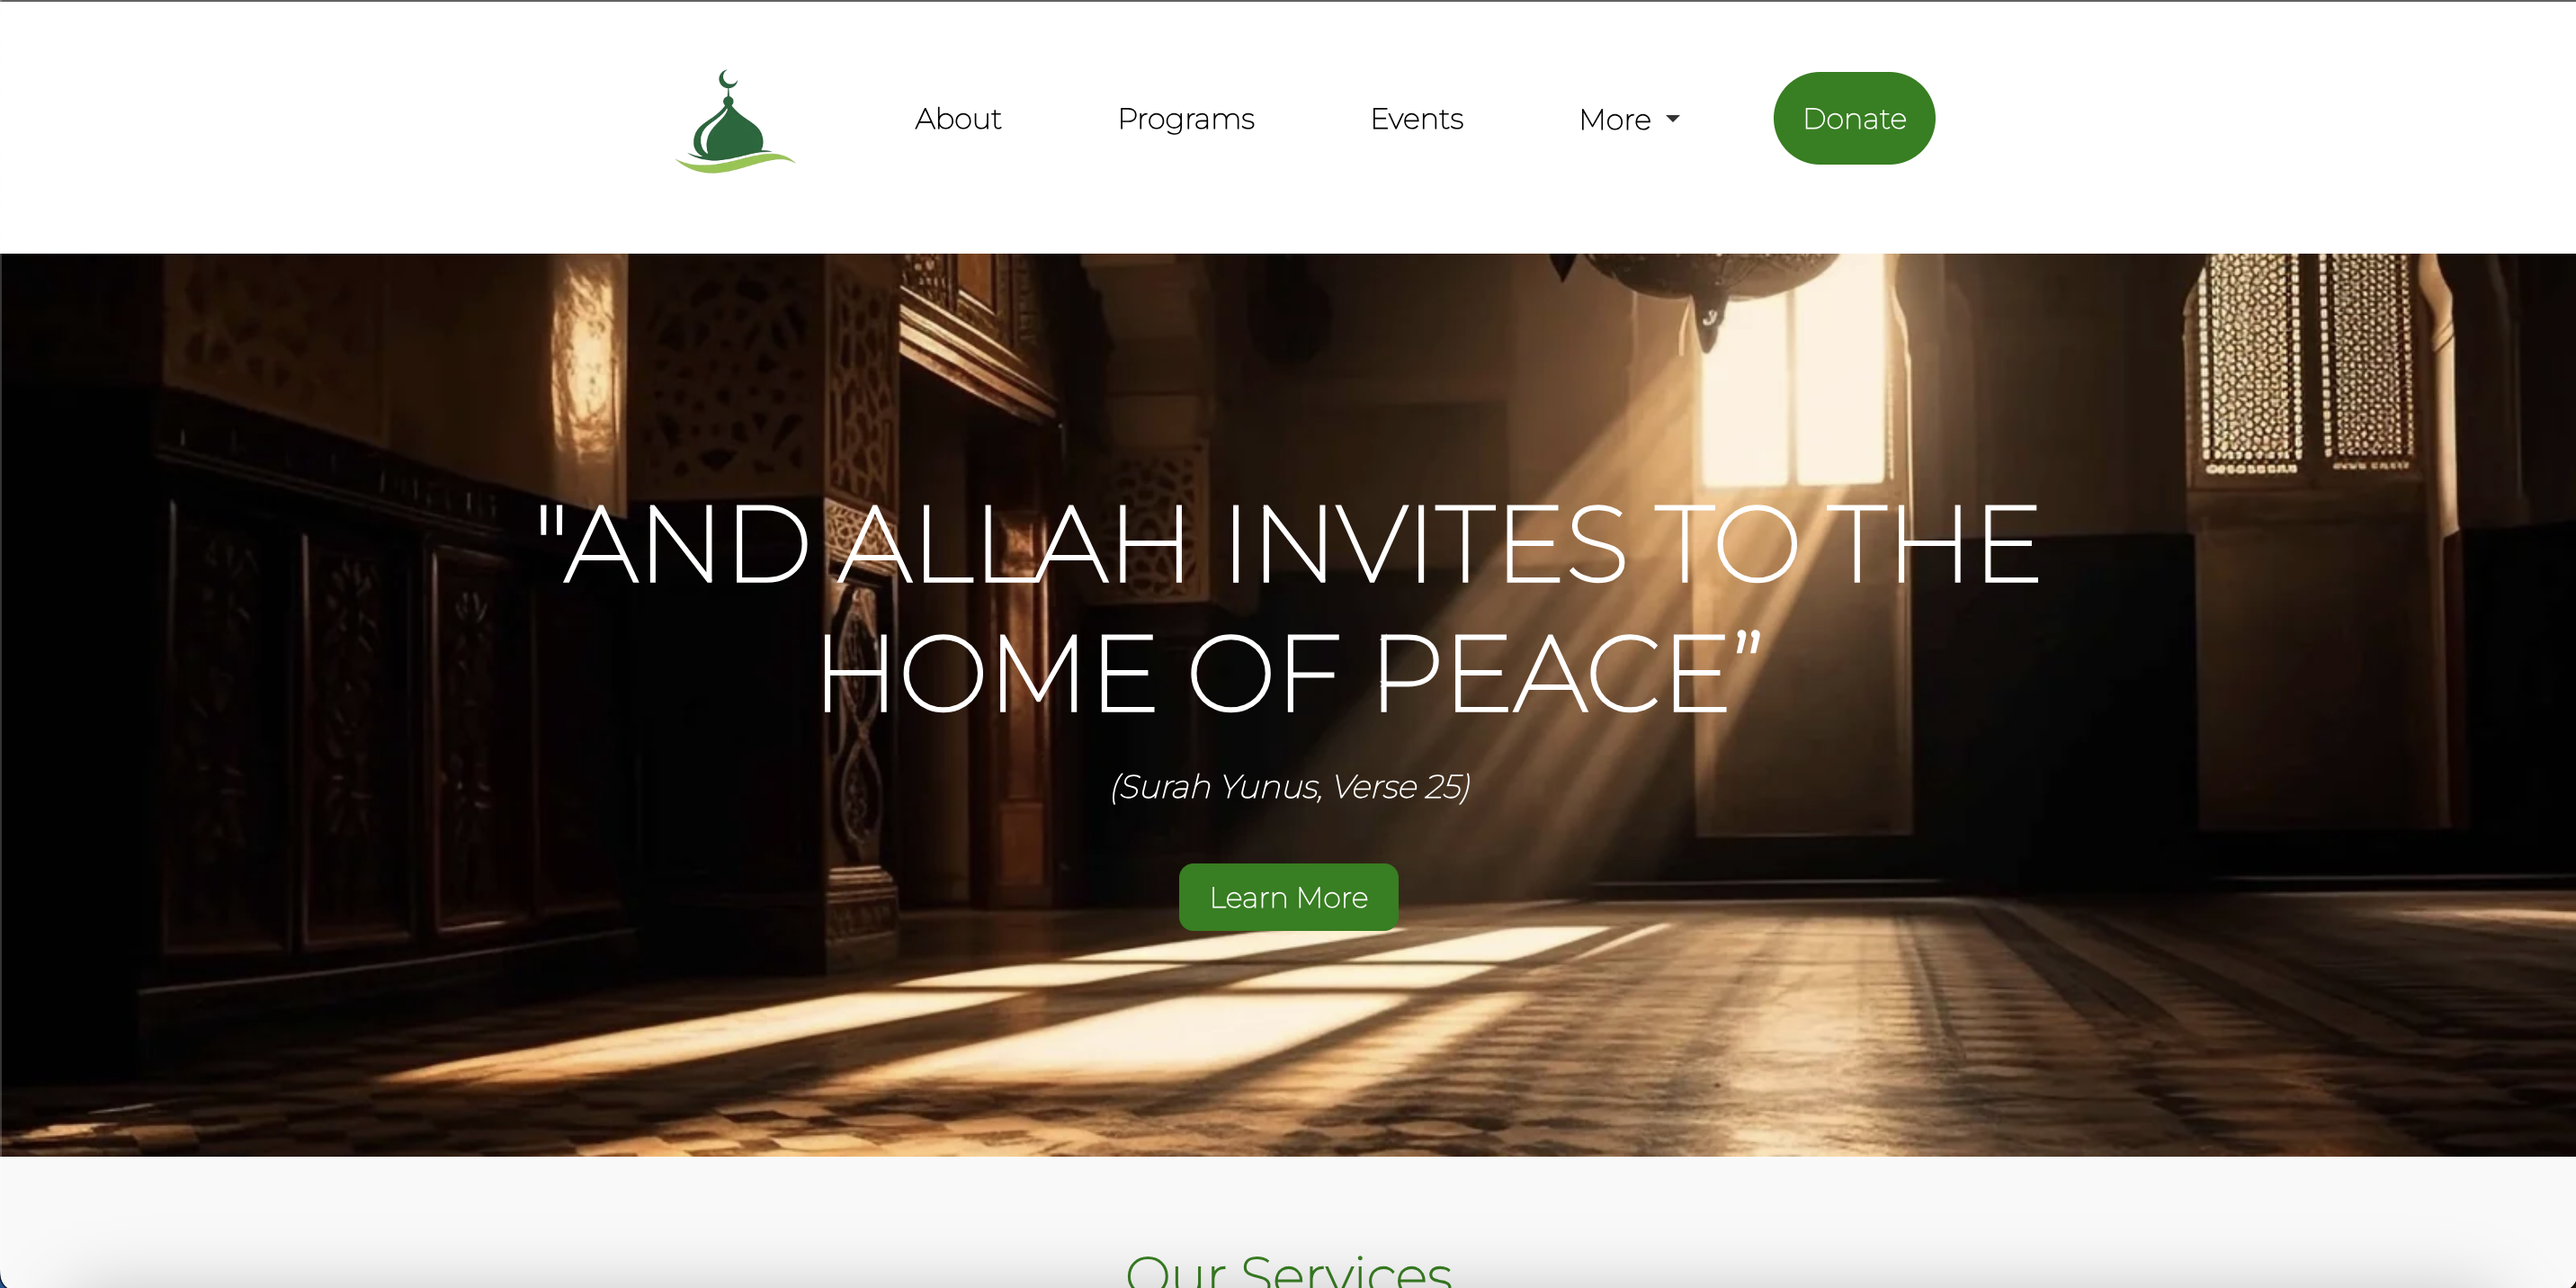 About
Programs
Events
More
Donate
"AND ALLAH INVITES TO THE
HOME OF PEACE”
(Surah Yunus, Verse 25)
Learn More
Our Services